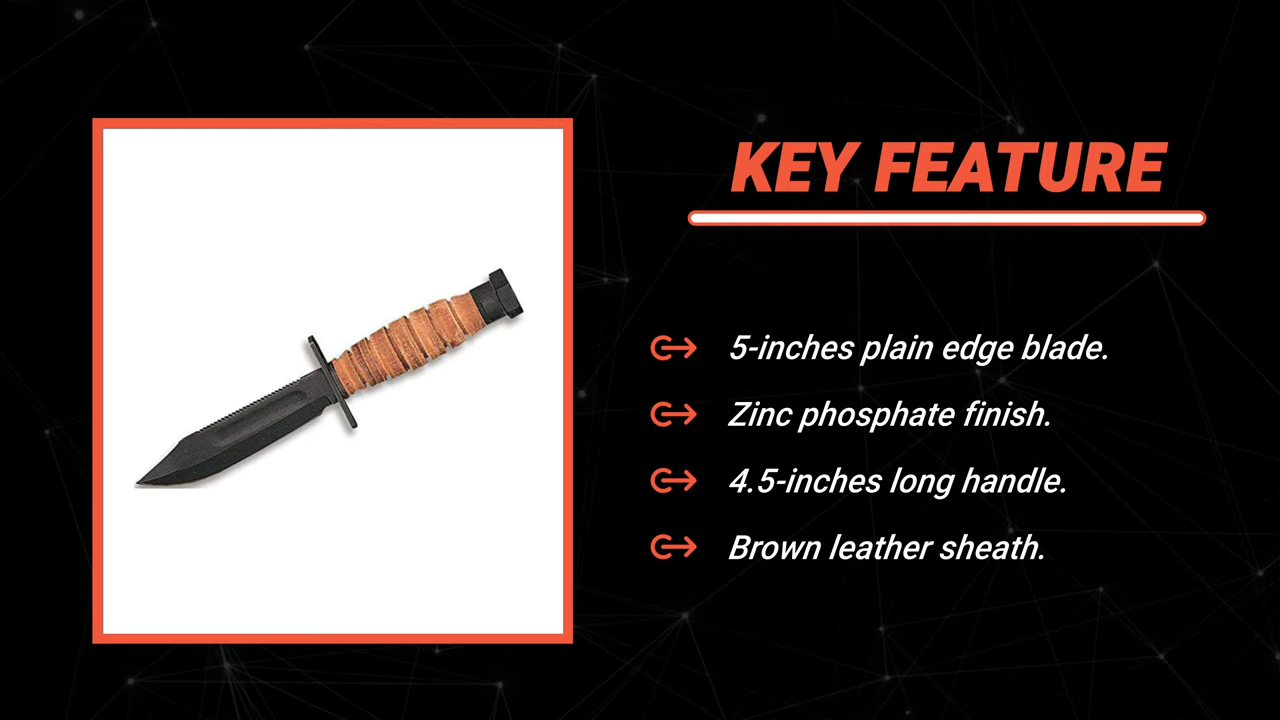 KEY FEATURE
5-inches plain edge blade.
Zinc phosphate finish.
4.5-inches long handle.
Brown leather sheath.